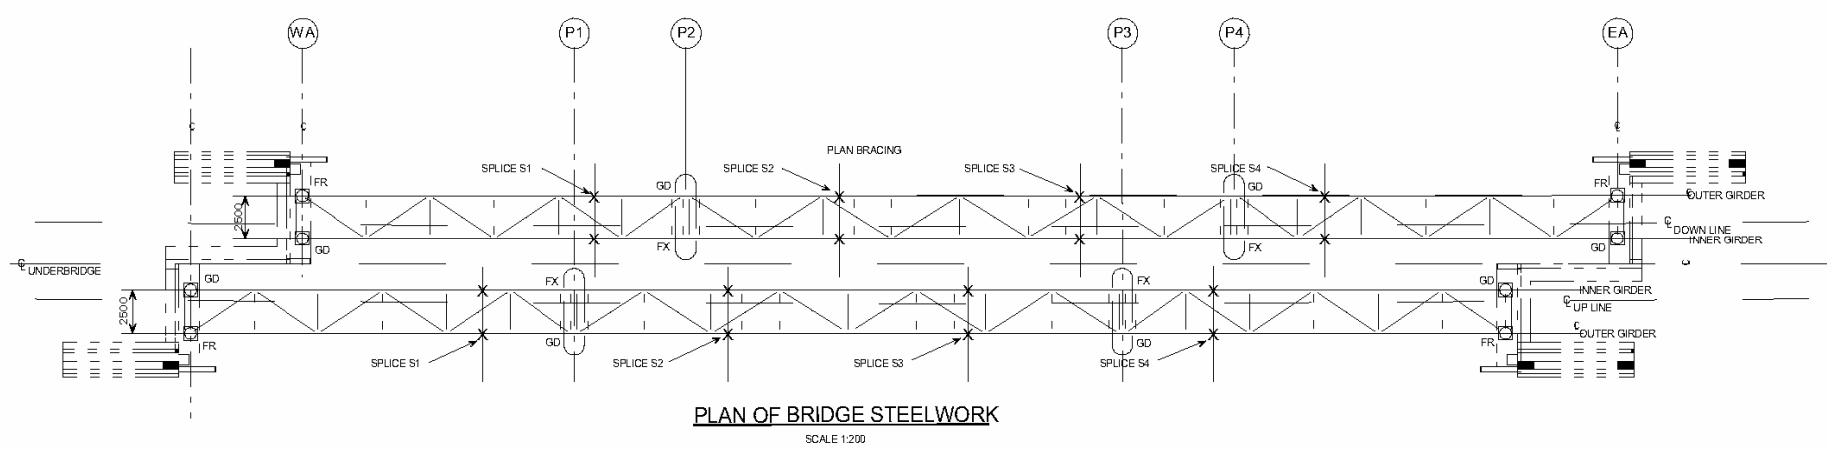 WA P1 P2 P3 P4 EA
℄ ℄ ℄
PLAN BRACING
SPLICE S1 SPLICE S2 SPLICE S3 SPLICE S4
FR GD GD FR
℄ OUTER GIRDER
2500
℄ DOWN LINE
INNER GIRDER
GD FX FX GD
℄ UNDERBRIDGE ℄
GD FX FX GD
℄ INNER GIRDER
2500
℄ UP LINE
℄ OUTER GIRDER
FR GD GD FR
SPLICE S1 SPLICE S2 SPLICE S3 SPLICE S4
PLAN OF BRIDGE STEELWORK
SCALE 1:200